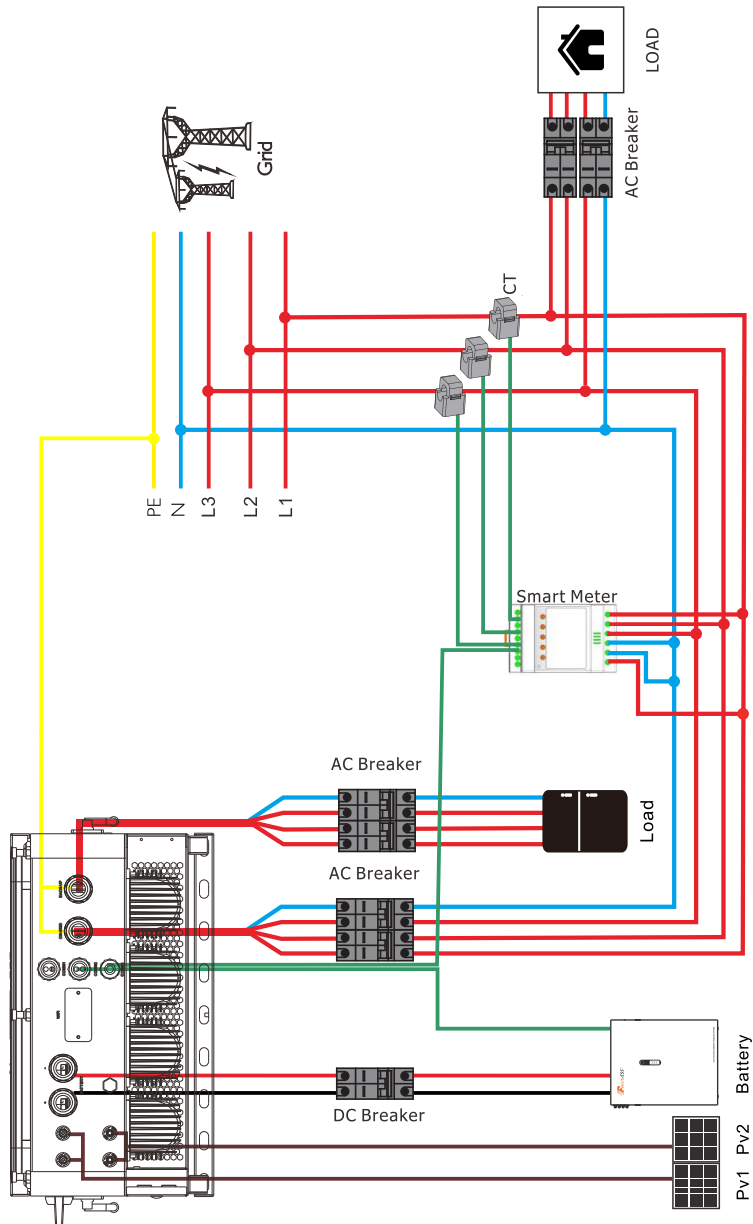 LOAD
AC Breaker
Grid
CT
PE
N
L3
L2
L1
Smart Meter
AC Breaker
Load
AC Breaker
DC Breaker
Battery
Pv2
Pv1